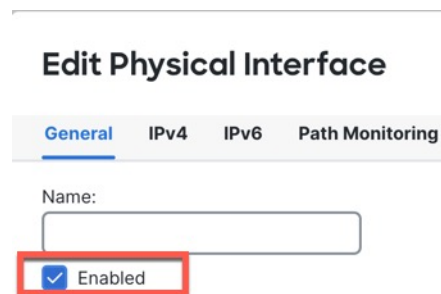 Edit Physical Interface
General IPv4 IPv6 Path Monitoring
Name:
Enabled